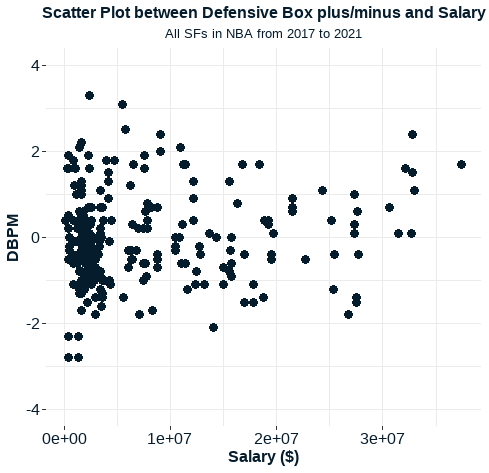 Scatter Plot between Defensive Box plus/minus and Salary
All SFs in NBA from 2017 to 2021
4
2
0
-2
-4
DBPM
0e+00 1e+07 2e+07 3e+07
Salary ($)